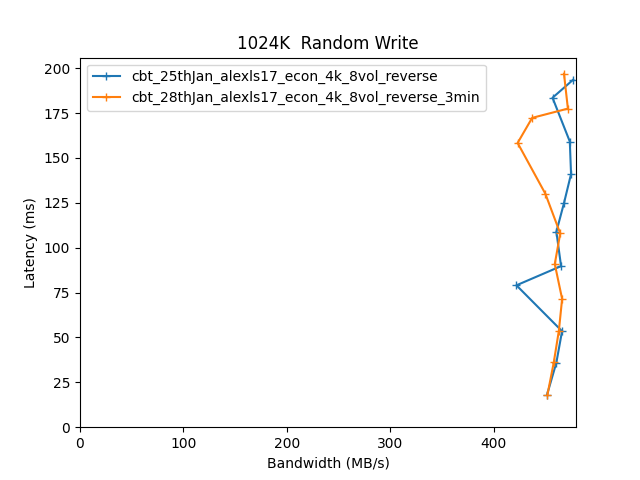 1024K  Random Write
cbt_25thJan_alexls17_econ_4k_8vol_reverse
cbt_28thJan_alexls17_econ_4k_8vol_reverse_3min
200
175
150
125
100
75
50
25
0
Latency (ms)
0
100
200
300
400
Bandwidth (MB/s)